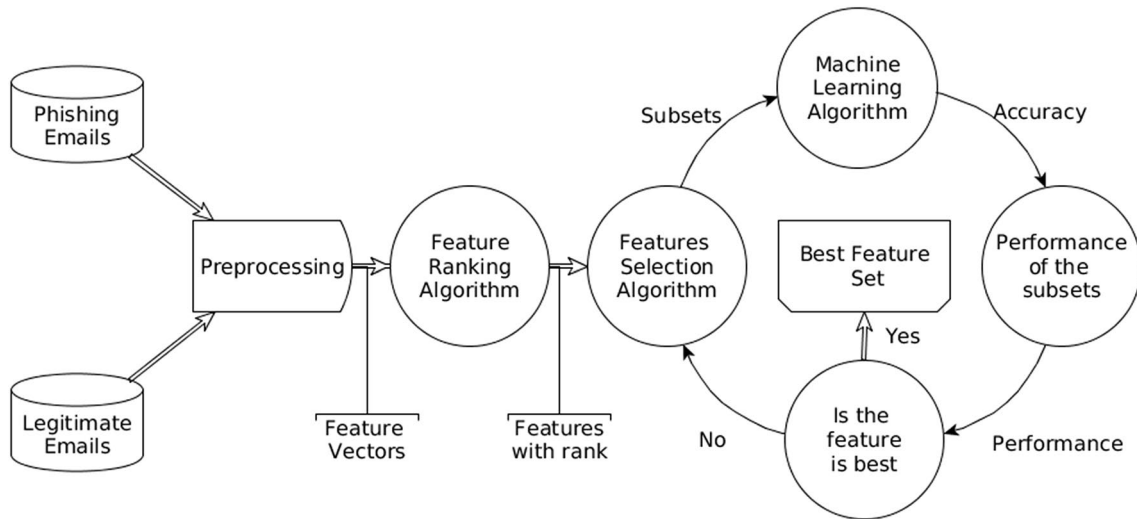 Phishing
Emails
Legitimate
Emails
Preprocessing
Feature
Vectors
Feature
Ranking
Algorithm
Features
with rank
Features
Selection
Algorithm
Subsets
Machine
Learning
Algorithm
Accuracy
Performance
of the
subsets
Performance
Is the
feature
is best
No
Yes
Best Feature
Set